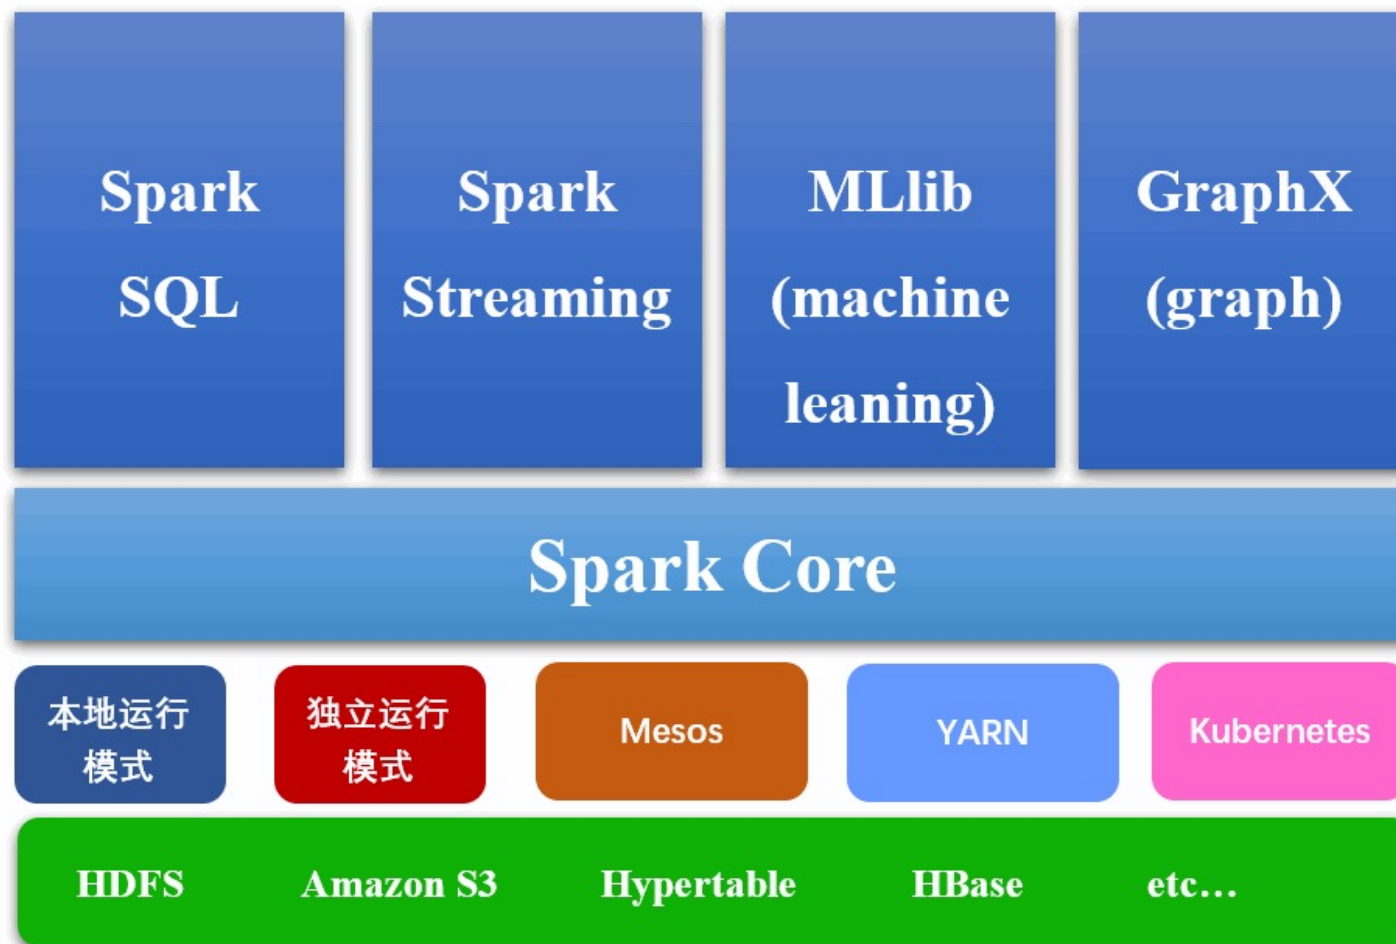 Spark
SQL
Spark
Streaming
MLlib
(machine
leaning)
GraphX
(graph)
Spark Core
本地运行
模式
独立运行
模式
Mesos
YARN
Kubernetes
HDFS Amazon S3 Hypertable HBase etc...